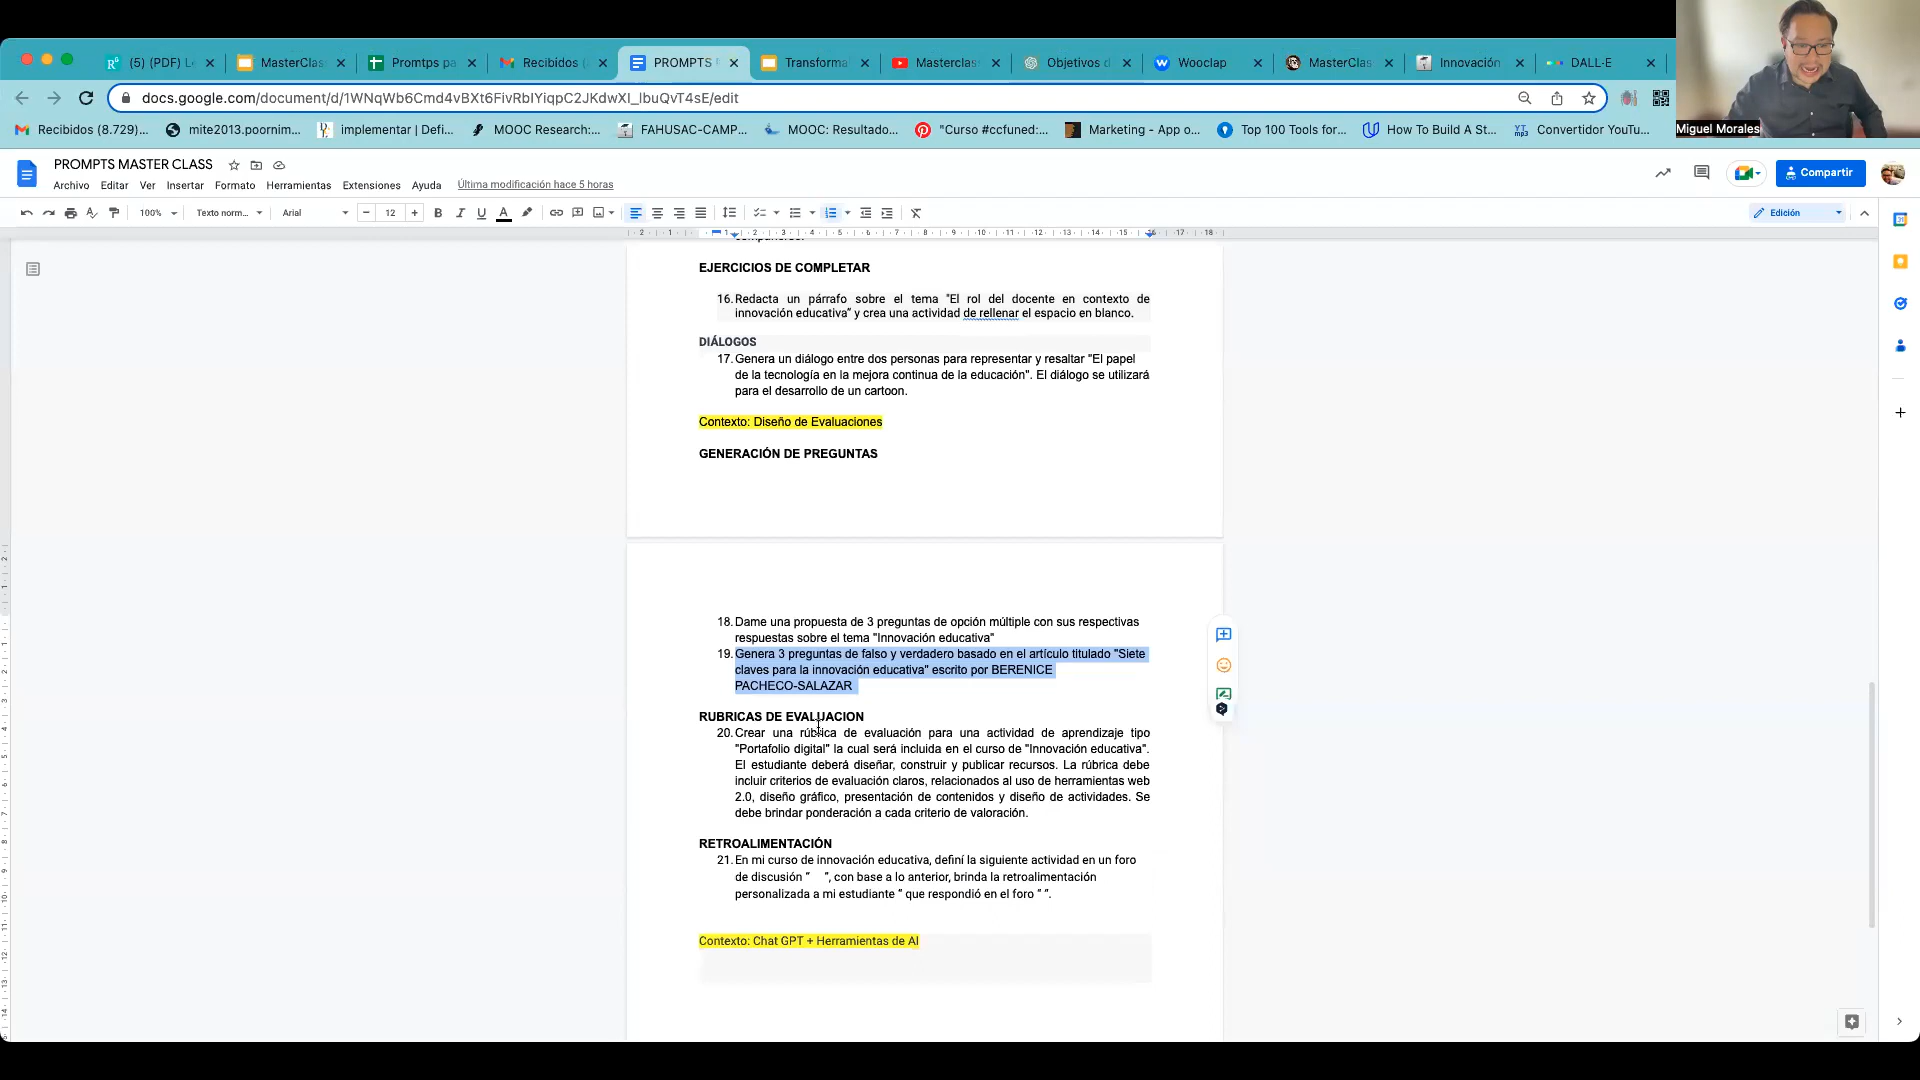 (5) (PDF) L
MasterClas
Promtps pa
Recibidos (
PROMPTS
Transforma
Masterclas
Objetivos d
Wooclap
MasterClas
Innovación
DALL·E
docs.google.com/document/d/1WNqWb6Cmd4vBXt6FivRbIYiqpC2JKdwXI_IbuQvT4sE/edit
Recibidos (8.729)...
mite2013.poornim...
implementar | Defi...
MOOC Research:...
FAHUSAC-CAMP...
MOOC: Resultado...
"Curso #ccfuned:...
Marketing - App o...
Top 100 Tools for...
How To Build A St...
Convertidor YouTu...
Miguel Morales
PROMPTS MASTER CLASS
Archivo Editar Ver Insertar Formato Herramientas Extensiones Ayuda Última modificación hace 5 horas
Compartir
100% Texto norm... Arial 12 Edición
EJERCICIOS DE COMPLETAR
16. Redacta un párrafo sobre el tema "El rol del docente en contexto de
innovación educativa" y crea una actividad de rellenar el espacio en blanco.
DIÁLOGOS
17. Genera un diálogo entre dos personas para representar y resaltar "El papel
de la tecnología en la mejora continua de la educación". El diálogo se utilizará
para el desarrollo de un cartoon.
Contexto: Diseño de Evaluaciones
GENERACIÓN DE PREGUNTAS
18. Dame una propuesta de 3 preguntas de opción múltiple con sus respectivas
respuestas sobre el tema "Innovación educativa"
19. Genera 3 preguntas de falso y verdadero basado en el artículo titulado "Siete
claves para la innovación educativa" escrito por BERENICE
PACHECO-SALAZAR
RUBRICAS DE EVALUACION
20. Crear una rúbrica de evaluación para una actividad de aprendizaje tipo
"Portafolio digital" la cual será incluida en el curso de "Innovación educativa".
El estudiante deberá diseñar, construir y publicar recursos. La rúbrica debe
incluir criterios de evaluación claros, relacionados al uso de herramientas web
2.0, diseño gráfico, presentación de contenidos y diseño de actividades. Se
debe brindar ponderación a cada criterio de valoración.
RETROALIMENTACIÓN
21. En mi curso de innovación educativa, definí la siguiente actividad en un foro
de discusión “ ”, con base a lo anterior, brinda la retroalimentación
personalizada a mi estudiante “ que respondió en el foro “ “.
Contexto: Chat GPT + Herramientas de AI